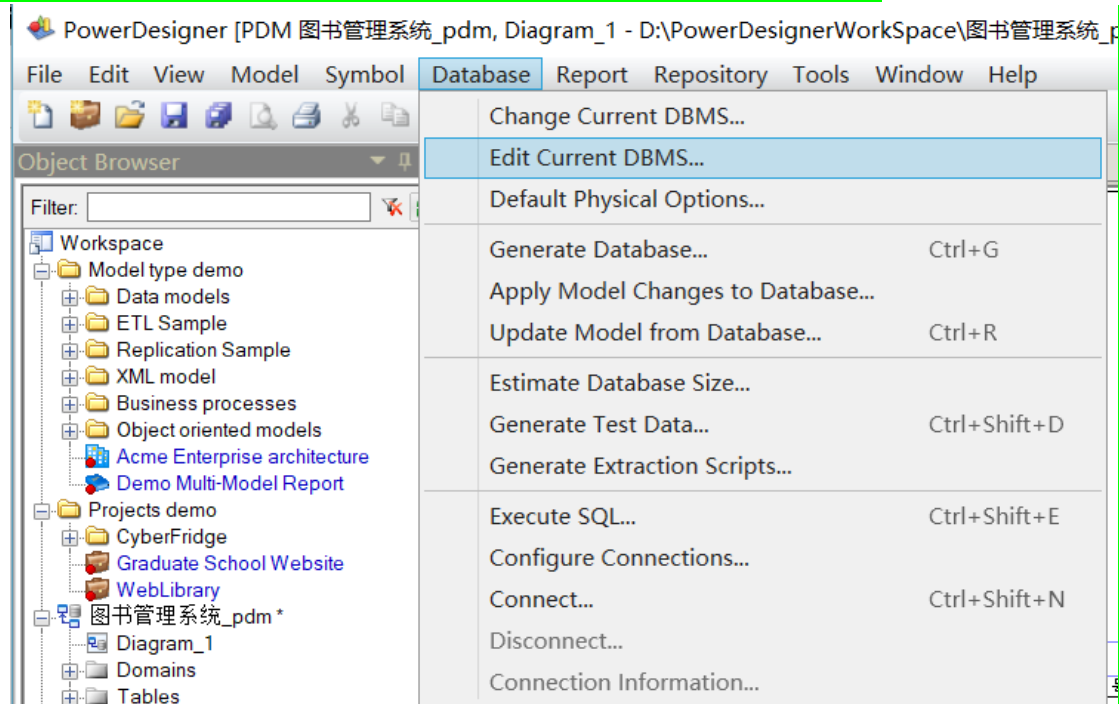 PowerDesigner [PDM 图书管理系统_pdm, Diagram_1 - D:\PowerDesignerWorkSpace\图书管理系统_p
File Edit View Model Symbol Database Report Repository Tools Window Help
Change Current DBMS...
Object Browser
Edit Current DBMS...
Default Physical Options...
Filter:
Workspace
Generate Database... Ctrl+G
Model type demo
Data models
Apply Model Changes to Database...
ETL Sample
Update Model from Database... Ctrl+R
Replication Sample
XML model
Estimate Database Size...
Business processes
Generate Test Data... Ctrl+Shift+D
Object oriented models
Acme Enterprise architecture
Generate Extraction Scripts...
Demo Multi-Model Report
Projects demo
Execute SQL... Ctrl+Shift+E
CyberFridge
Configure Connections...
Graduate School Website
WebLibrary
Connect... Ctrl+Shift+N
图书管理系统_pdm *
Diagram_1
Disconnect...
Domains
Connection Information...
Tables